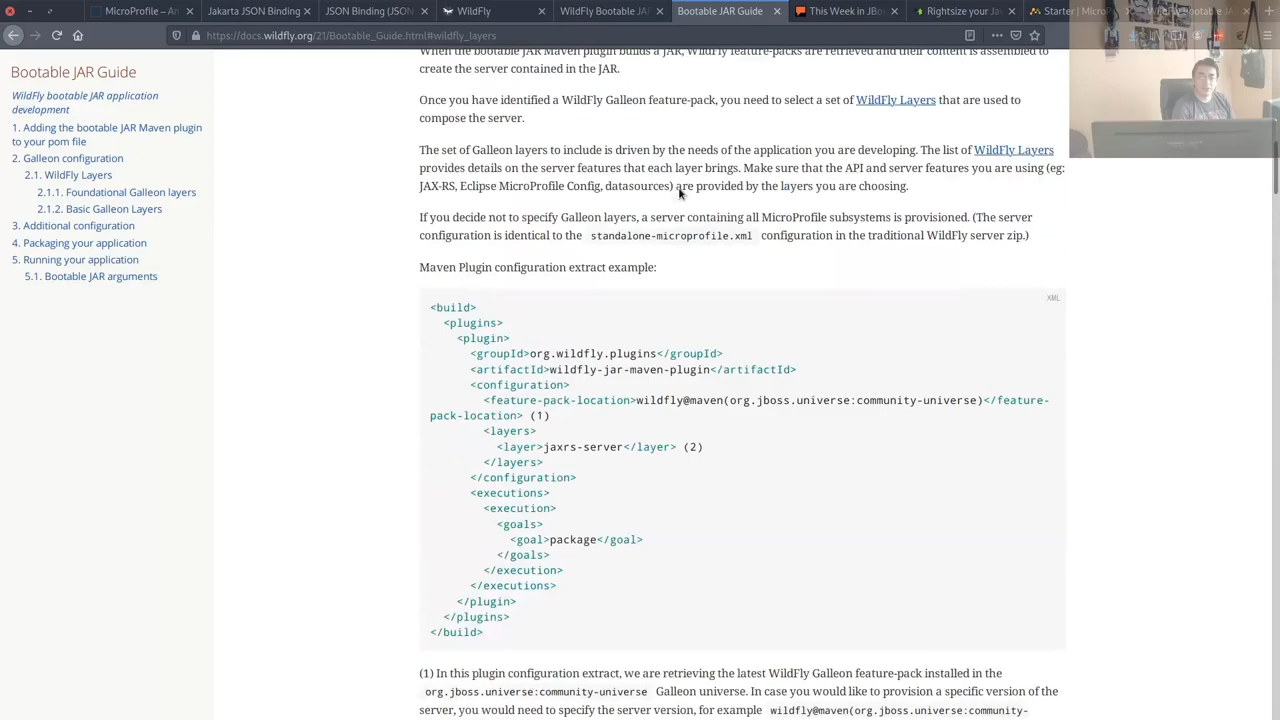 MicroProfile – An
Jakarta JSON Binding
JSON Binding (JSON
WildFly
WildFly Bootable JAR
Bootable JAR Guide
This Week in JBo
Rightsize your Jav
Starter | MicroP
WildFly Bootable JAR
https://docs.wildfly.org/21/Bootable_Guide.html#wildfly_layers
Bootable JAR Guide
WildFly bootable JAR application
development
1. Adding the bootable JAR Maven plugin
to your pom file
2. Galleon configuration
2.1. WildFly Layers
2.1.1. Foundational Galleon layers
2.1.2. Basic Galleon Layers
3. Additional configuration
4. Packaging your application
5. Running your application
5.1. Bootable JAR arguments
When the bootable JAR Maven plugin builds a JAR, WildFly feature-packs are retrieved and their content is assembled to
create the server contained in the JAR.
Once you have identified a WildFly Galleon feature-pack, you need to select a set of WildFly Layers that are used to
compose the server.
The set of Galleon layers to include is driven by the needs of the application you are developing. The list of WildFly Layers
provides details on the server features that each layer brings. Make sure that the API and server features you are using (eg:
JAX-RS, Eclipse MicroProfile Config, datasources) are provided by the layers you are choosing.
If you decide not to specify Galleon layers, a server containing all MicroProfile subsystems is provisioned. (The server
configuration is identical to the standalone-microprofile.xml configuration in the traditional WildFly server zip.)
Maven Plugin configuration extract example:
XML
<build>
<plugins>
<plugin>
<groupId>org.wildfly.plugins</groupId>
<artifactId>wildfly-jar-maven-plugin</artifactId>
<configuration>
<feature-pack-location>wildfly@maven(org.jboss.universe:community-universe)</feature-
pack-location> (1)
<layers>
<layer>jaxrs-server</layer> (2)
</layers>
</configuration>
<executions>
<execution>
<goals>
<goal>package</goal>
</goals>
</execution>
</executions>
</plugin>
</plugins>
</build>
(1) In this plugin configuration extract, we are retrieving the latest WildFly Galleon feature-pack installed in the
org.jboss.universe:community-universe Galleon universe. In case you would like to provision a specific version of the
server, you would need to specify the server version, for example wildfly@maven(org.jboss.universe:community-